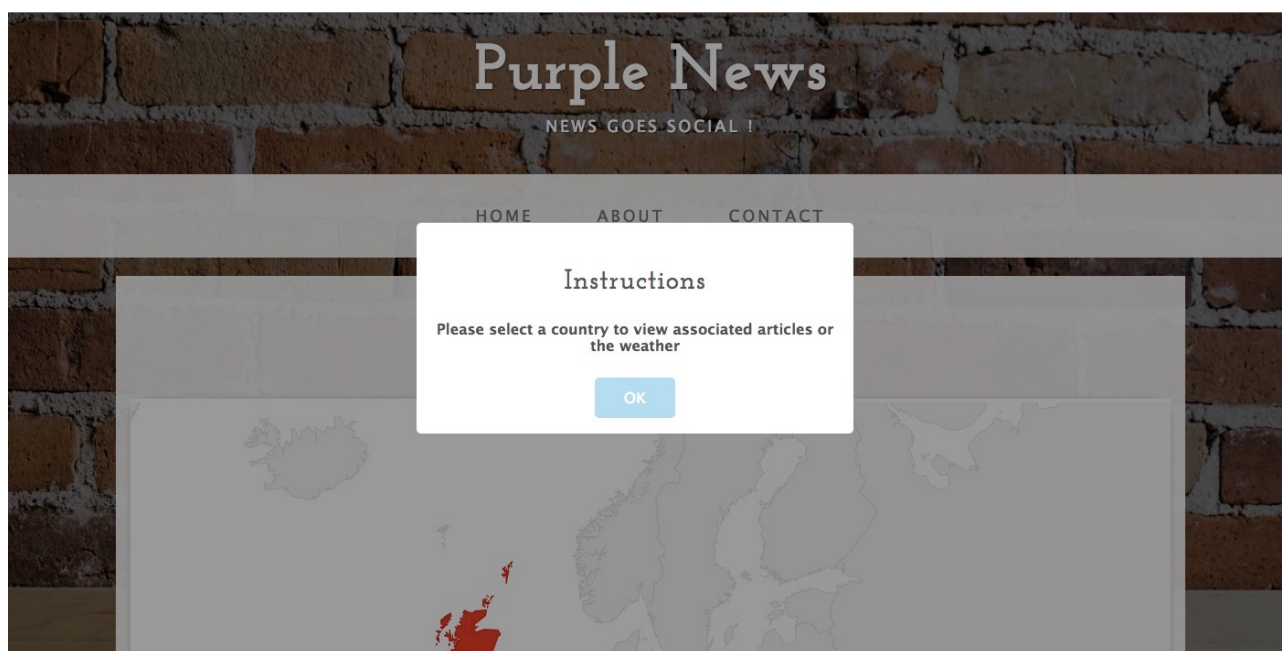 Purple News
NEWS GOES SOCIAL !
HOME ABOUT CONTACT
Instructions
Please select a country to view associated articles or
the weather
OK